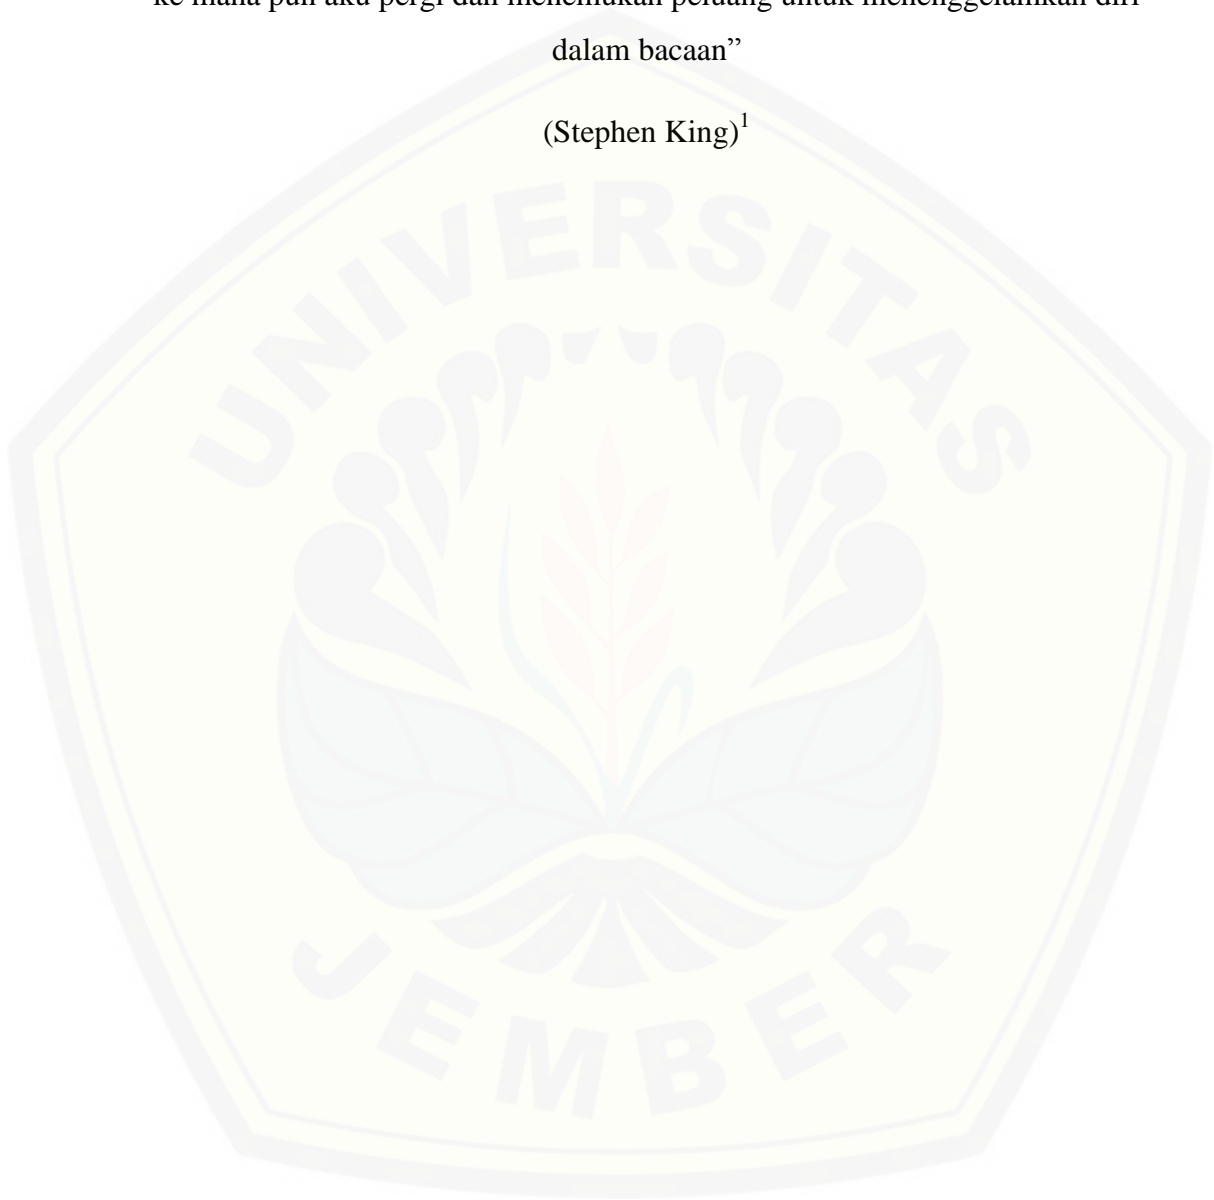 ke mana pun aku pergi dan menemukan peluang untuk menenggelamkan diri
dalam bacaan”
(Stephen King)1
UNIVERSITAS
JEMBER